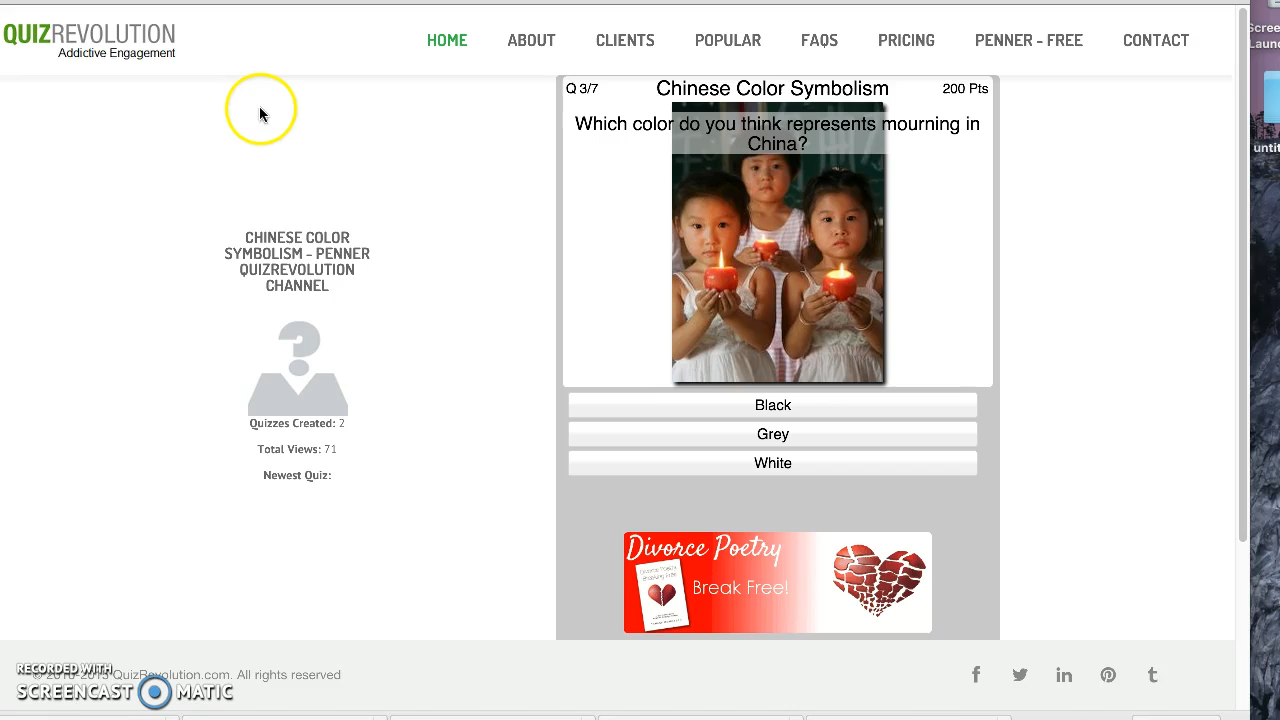 QUIZREVOLUTION
Addictive Engagement
HOME ABOUT CLIENTS POPULAR FAQS PRICING PENNER - FREE CONTACT
Q 3/7 Chinese Color Symbolism 200 Pts
Which color do you think represents mourning in
China?
CHINESE COLOR
SYMBOLISM - PENNER
QUIZREVOLUTION
CHANNEL
Quizzes Created: 2
Total Views: 71
Newest Quiz:
Black
Grey
White
Divorce Poetry
Break Free!
RECORDED WITH
SCREENCAST MATIC
QuizRevolution.com. All rights reserved